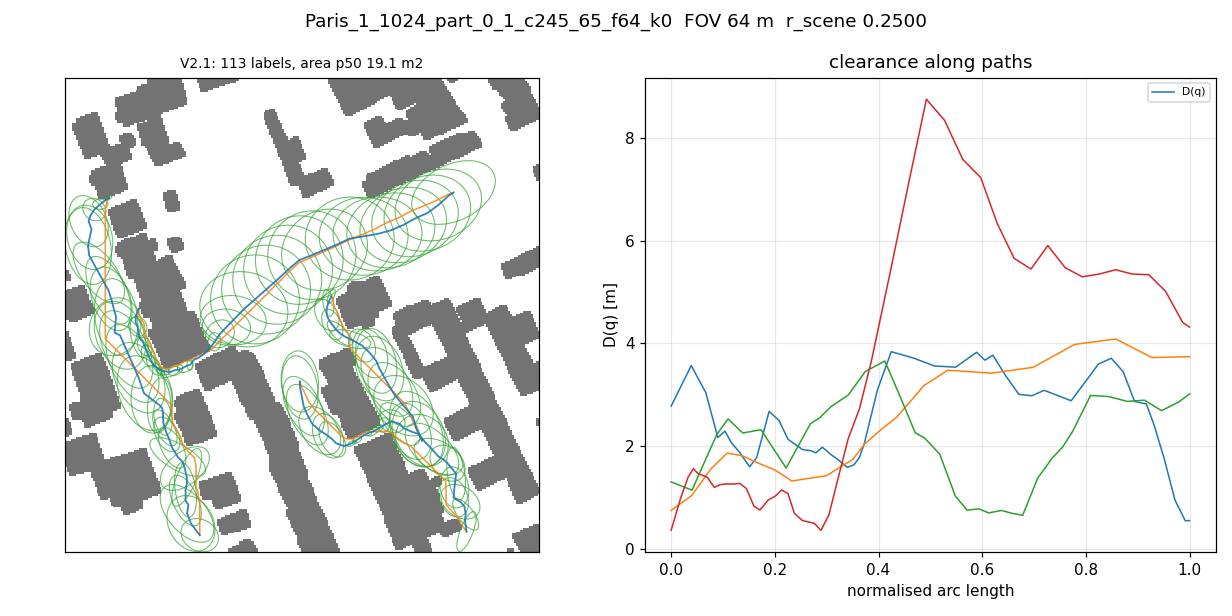 Paris_1_1024_part_0_1_c245_65_f64_k0  FOV 64 m  r_scene 0.2500
V2.1: 113 labels, area p50 19.1 m2
clearance along paths
D(q)
D(q) [m]
8
6
4
2
0
0.0 0.2 0.4 0.6 0.8 1.0
normalised arc length